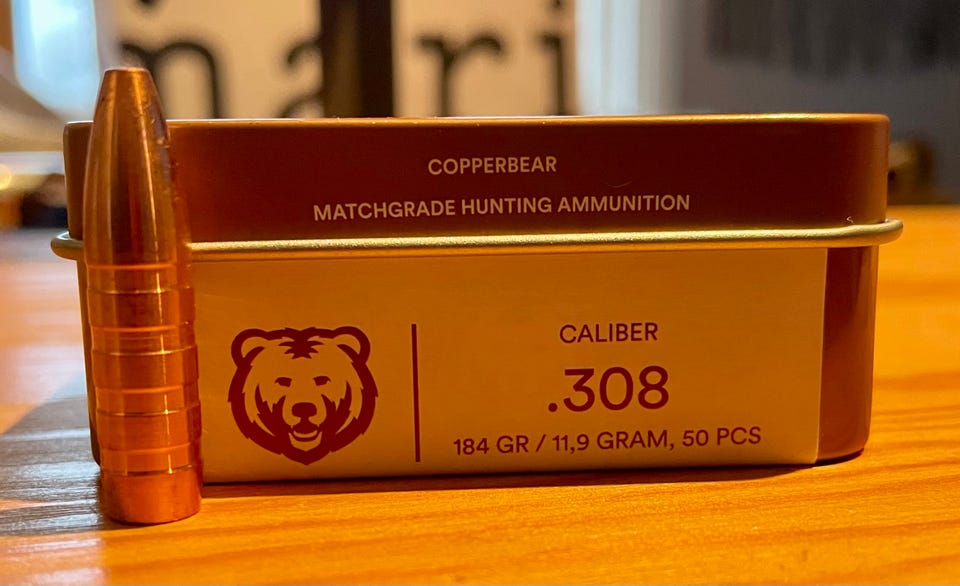 COPPERBEAR
MATCHGRADE HUNTING AMMUNITION
CALIBER
.308
184 GR / 11,9 GRAM, 50 PCS